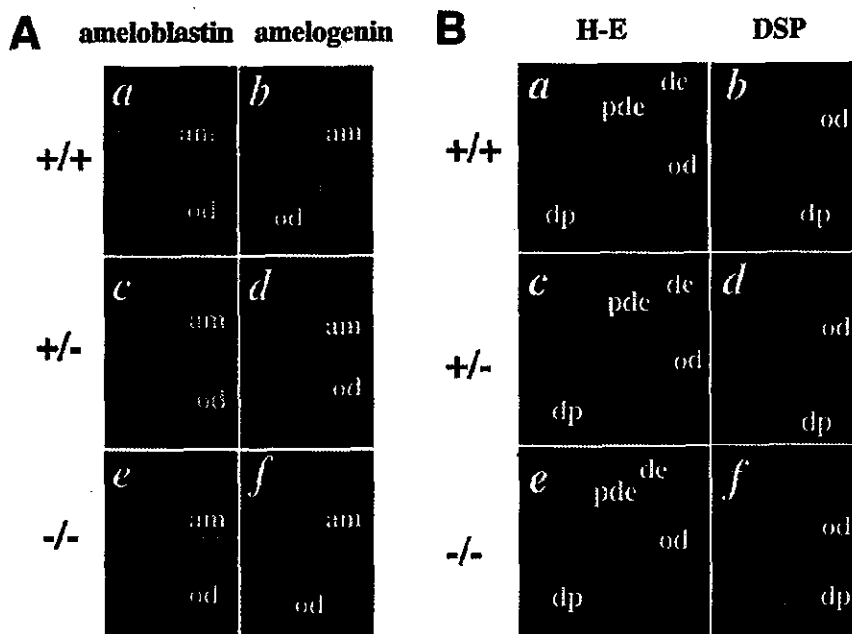 A ameloblastin amelogenin
+/+ a am od b am od
+/- c am od d am od
-/- e am od f am od
B H-E DSP
+/+ a de pde od dp b od dp
+/- c de pde od dp d od dp
-/- e de pde od dp f od dp